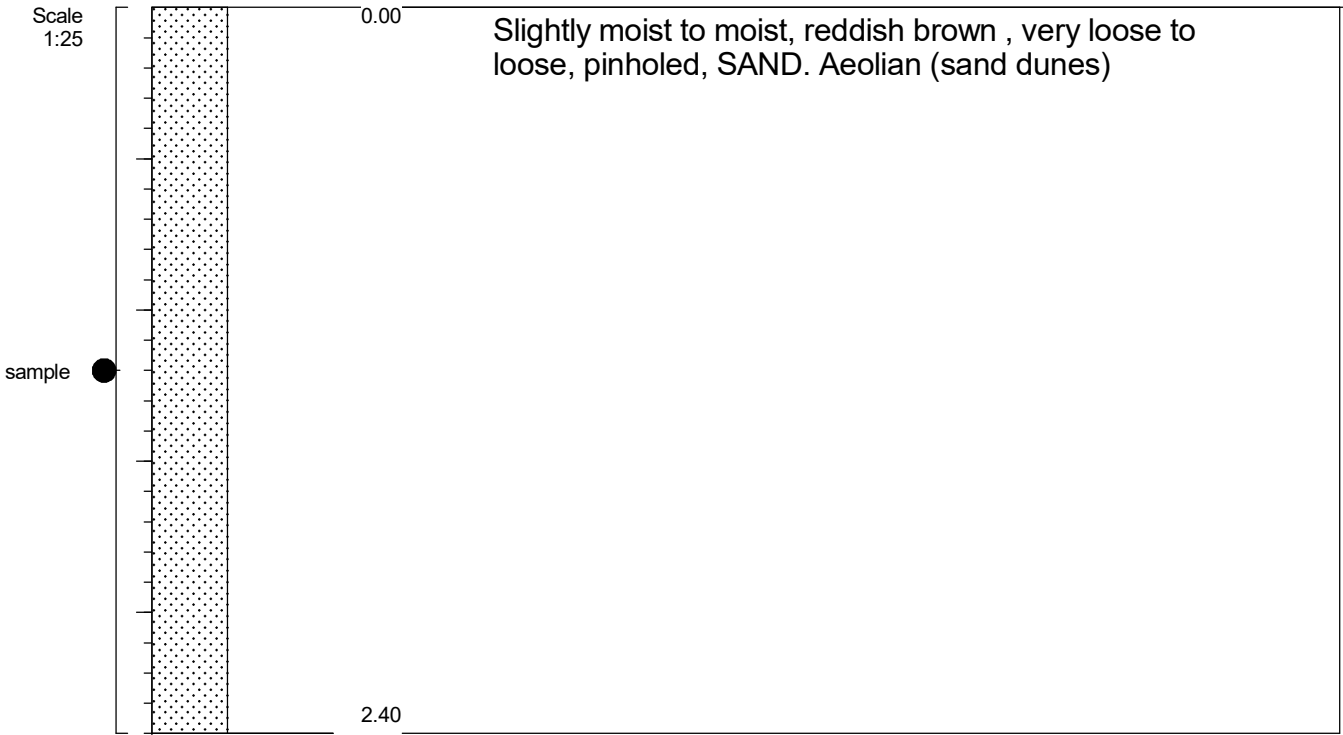 Scale
1:25
0.00
Slightly moist to moist, reddish brown , very loose to
loose, pinholed, SAND. Aeolian (sand dunes)
sample
2.40